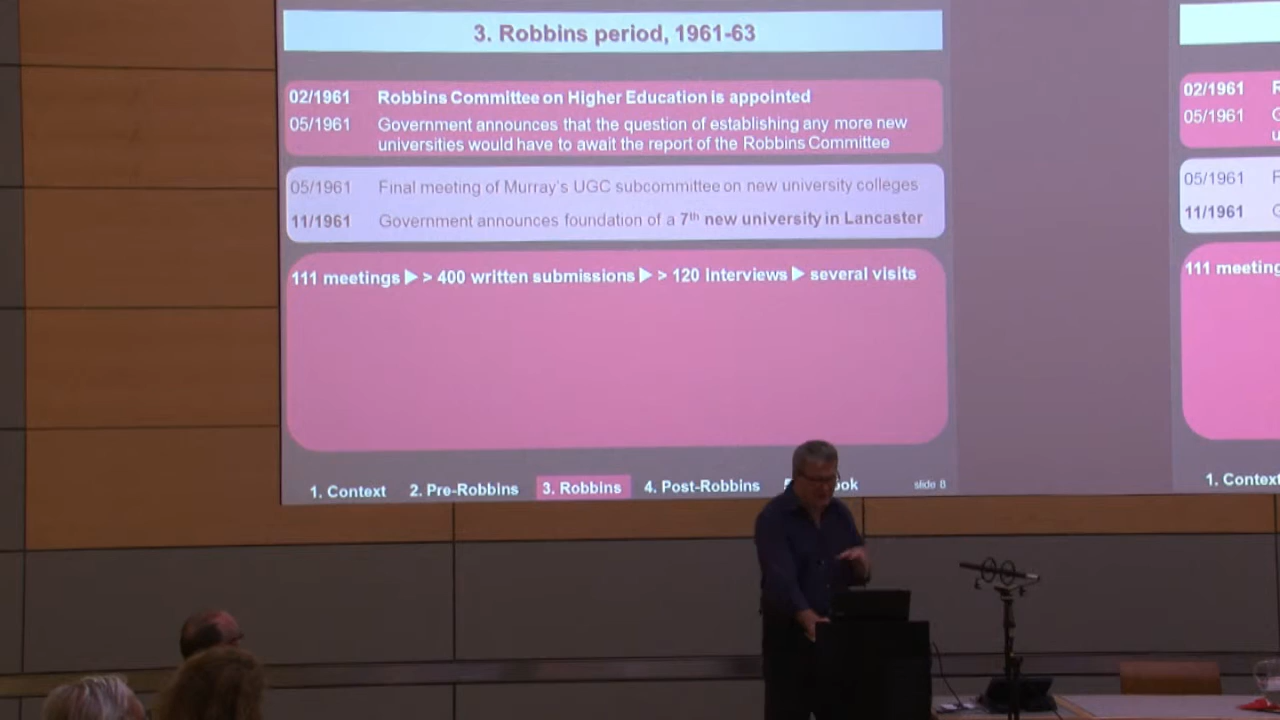 3. Robbins period, 1961-63
02/1961 Robbins Committee on Higher Education is appointed
05/1961 Government announces that the question of establishing any more new
universities would have to await the report of the Robbins Committee
05/1961 Final meeting of Murray's UGC subcommittee on new university colleges
11/1961 Government announces foundation of a 7th new university in Lancaster
111 meetings ▶ > 400 written submissions ▶ > 120 Interviews ▶ several visits
1. Context 2. Pre-Robbins 3. Robbins 4. Post-Robbins slide 8
02/1961
05/1961
05/1961
11/1961
111 meeting
1. Context